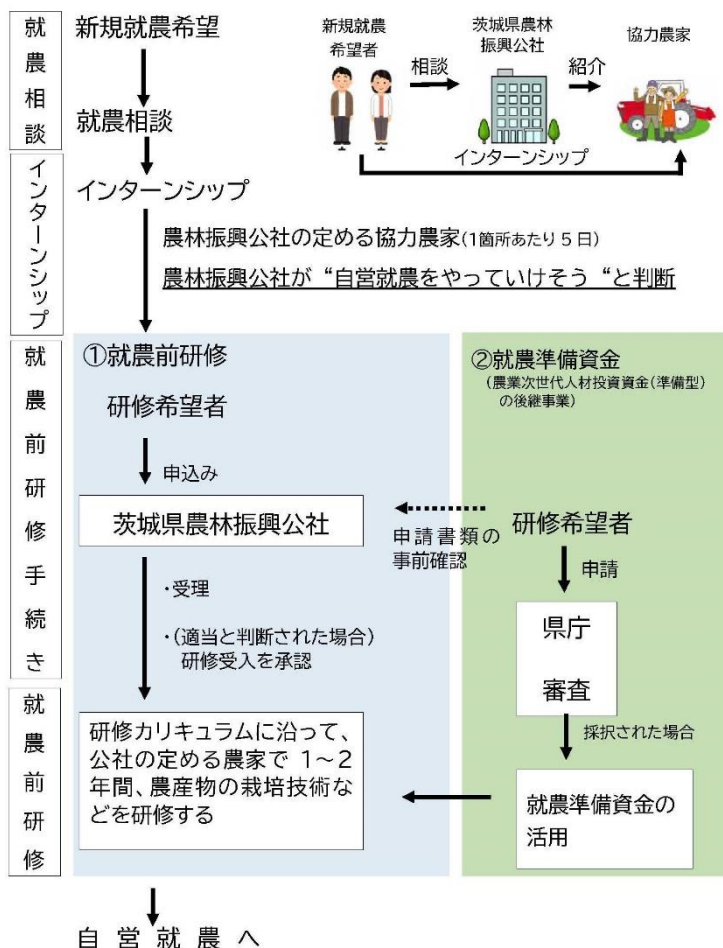 就農相談
新規就農希望
就農相談
新規就農
希望者
相談
茨城県農林
振興公社
紹介
協力農家
インターンシップ
インターンシップ
インターンシップ
農林振興公社の定める協力農家(1箇所あたり5日)
農林振興公社が“自営就農をやっていけそう“と判断
就農前研修手続き
①就農前研修
研修希望者
申込み
茨城県農林振興公社
・受理
・(適当と判断された場合)
研修受入を承認
②就農準備資金
(農業次世代人材投資資金(準備型)
の後継事業)
申請書類の
事前確認
研修希望者
申請
県庁
審査
採択された場合
就農前研修
研修カリキュラムに沿って、
公社の定める農家で 1～2
年間、農産物の栽培技術な
どを研修する
就農準備資金の
活用
自営就農へ